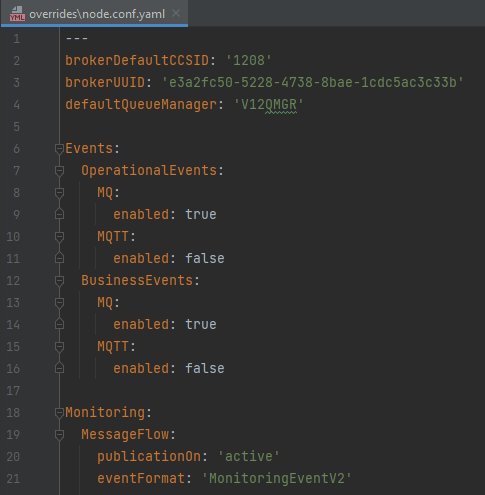 overrides\node.conf.yaml
1 ---
2 brokerDefaultCCSID: '1208'
3 brokerUUID: 'e3a2fc50-5228-4738-8bae-1cdc5ac3c33b'
4 defaultQueueManager: 'V12QMGR'
5
6 Events:
7   OperationalEvents:
8     MQ:
9       enabled: true
10     MQTT:
11       enabled: false
12   BusinessEvents:
13     MQ:
14       enabled: true
15     MQTT:
16       enabled: false
17
18 Monitoring:
19   MessageFlow:
20     publicationOn: 'active'
21     eventFormat: 'MonitoringEventV2'